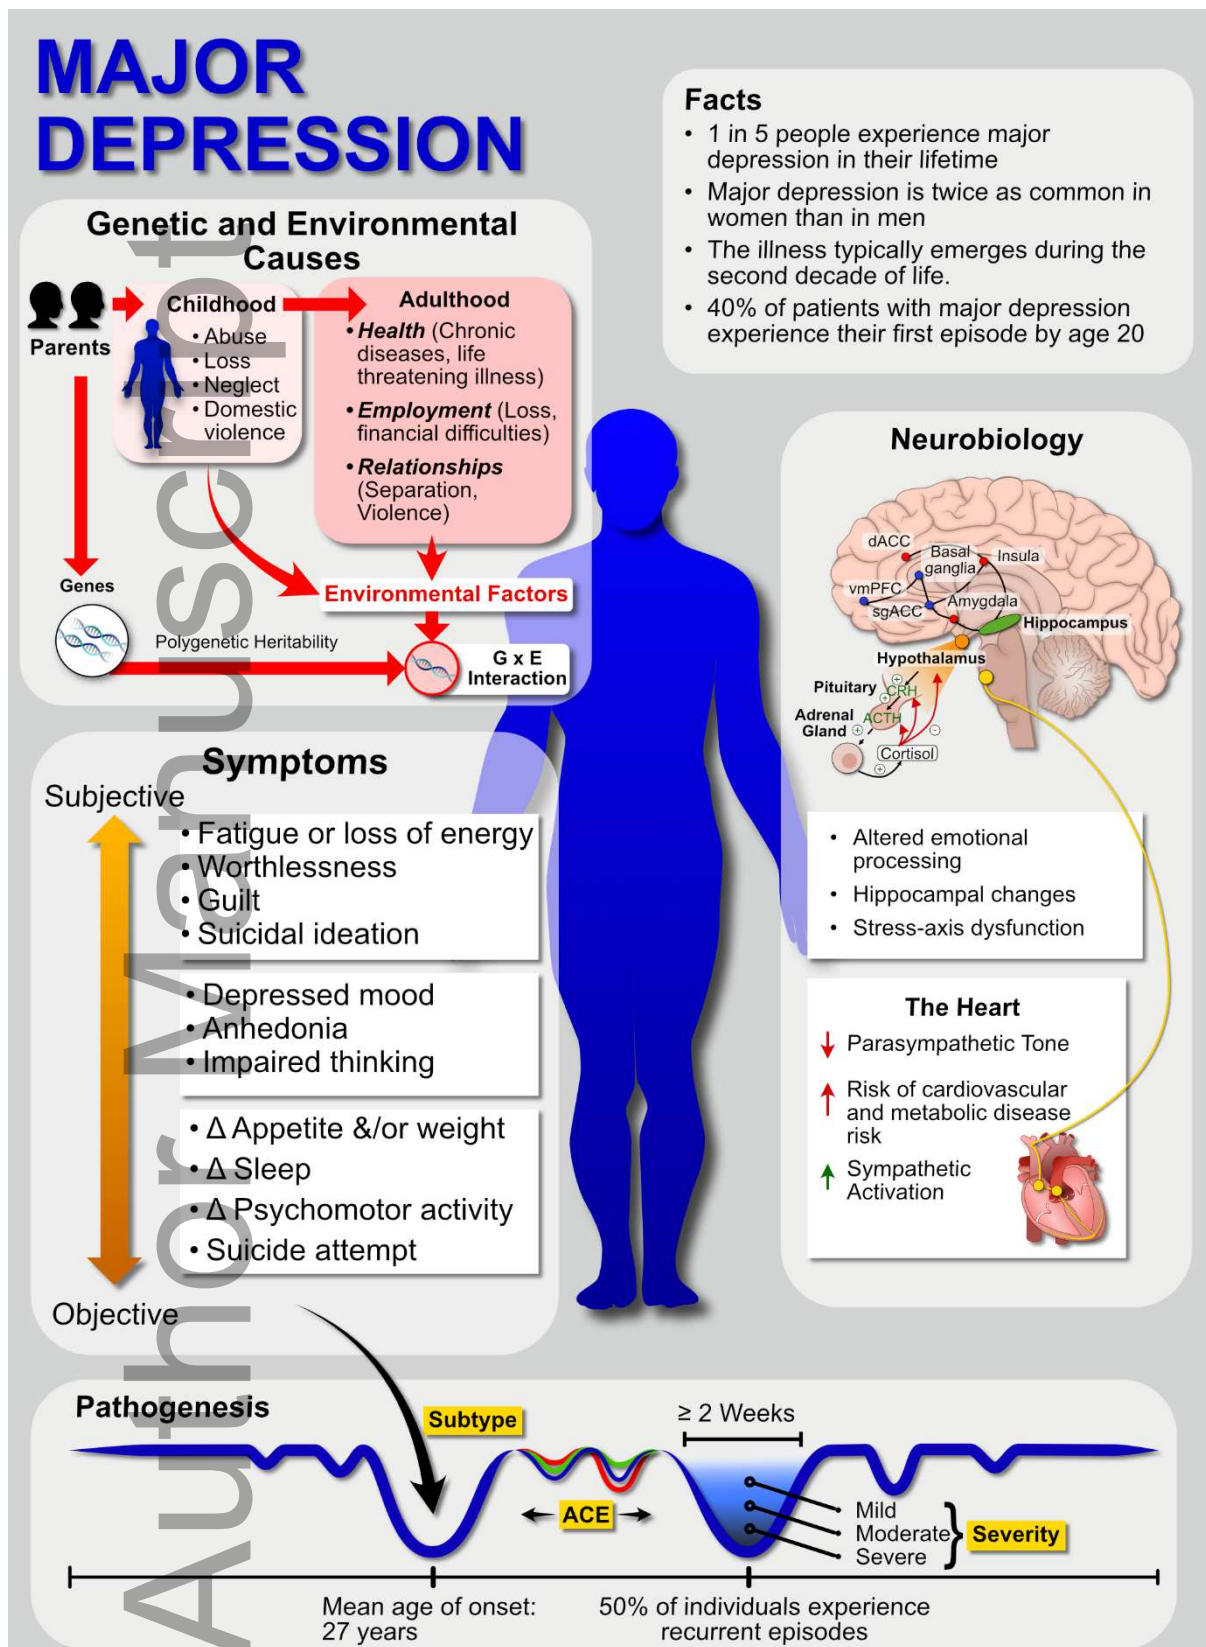 MAJOR
DEPRESSION
Facts
• 1 in 5 people experience major
depression in their lifetime
• Major depression is twice as common in
women than in men
• The illness typically emerges during the
second decade of life.
• 40% of patients with major depression
experience their first episode by age 20
Genetic and Environmental
Causes
Parents
Childhood
• Abuse
• Loss
• Neglect
• Domestic
violence
Adulthood
• Health (Chronic
diseases, life
threatening illness)
• Employment (Loss,
financial difficulties)
• Relationships
(Separation,
Violence)
Genes
Environmental Factors
Polygenetic Heritability
G x E
Interaction
Neurobiology
dACC
Basal
ganglia
Insula
vmPFC
sgACC
Amygdala
Hippocampus
Hypothalamus
Pituitary
CRH
Adrenal
Gland
ACTH
Cortisol
+
+
+
+
-
• Altered emotional
processing
• Hippocampal changes
• Stress-axis dysfunction
The Heart
↓ Parasympathetic Tone
↑ Risk of cardiovascular
and metabolic disease
risk
↑ Sympathetic
Activation
Symptoms
Subjective
• Fatigue or loss of energy
• Worthlessness
• Guilt
• Suicidal ideation
• Depressed mood
• Anhedonia
• Impaired thinking
• Δ Appetite &/or weight
• Δ Sleep
• Δ Psychomotor activity
• Suicide attempt
Objective
Pathogenesis
Subtype
≥ 2 Weeks
ACE
Mild
Moderate
Severe
Severity
Mean age of onset:
27 years
50% of individuals experience
recurrent episodes
Author Manuscript